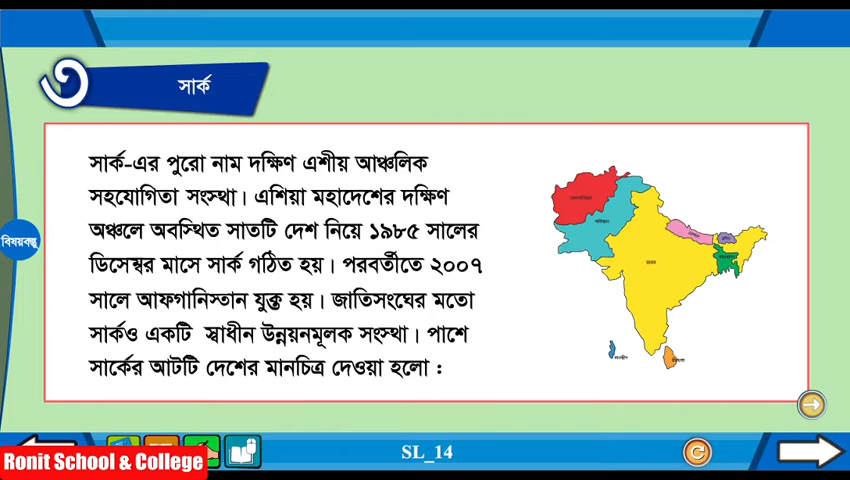 ৩
সার্ক
সার্ক-এর পুরো নাম দক্ষিণ এশীয় আঞ্চলিক
সহযোগিতা সংস্থা। এশিয়া মহাদেশের দক্ষিণ
অঞ্চলে অবস্থিত সাতটি দেশ নিয়ে ১৯৮৫ সালের
ডিসেম্বর মাসে সার্ক গঠিত হয়। পরবর্তীতে ২০০৭
সালে আফগানিস্তান যুক্ত হয়। জাতিসংঘের মতো
সার্কও একটি স্বাধীন উন্নয়নমূলক সংস্থা। পাশে
সার্কের আটটি দেশের মানচিত্র দেওয়া হলো :
বিষয়বস্তু
SL_14
Ronit School & College